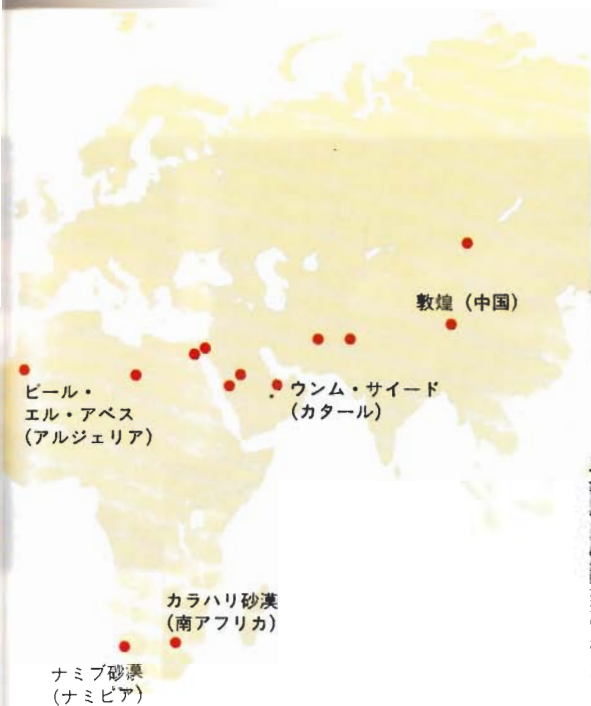 敦煌（中国）
ビール・
エル・アベス
（アルジェリア）
ウンム・サイード
（カタール）
カラハリ砂漠
（南アフリカ）
ナミブ砂漠
（ナミビア）